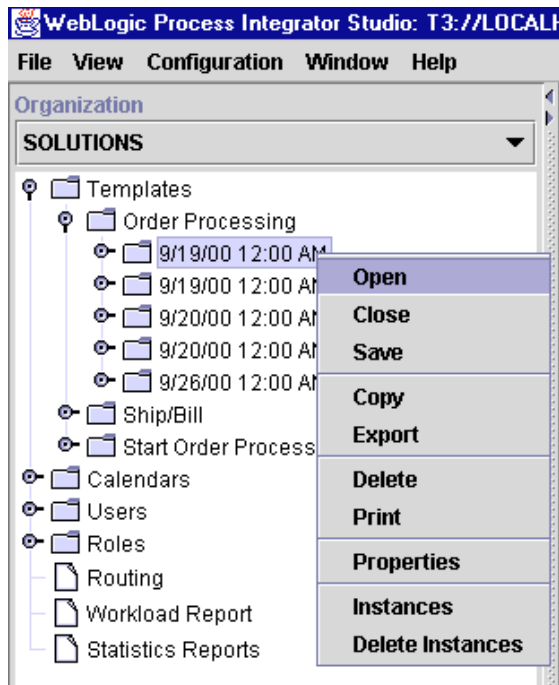 WebLogic Process Integrator Studio: T3://LOCALH
File View Configuration Window Help
Organization
SOLUTIONS
Templates
Order Processing
9/19/00 12:00 AM
9/19/00 12:00 AM
9/20/00 12:00 AM
9/20/00 12:00 AM
9/26/00 12:00 AM
Ship/Bill
Start Order Process
Calendars
Users
Roles
Routing
Workload Report
Statistics Reports
Open
Close
Save
Copy
Export
Delete
Print
Properties
Instances
Delete Instances